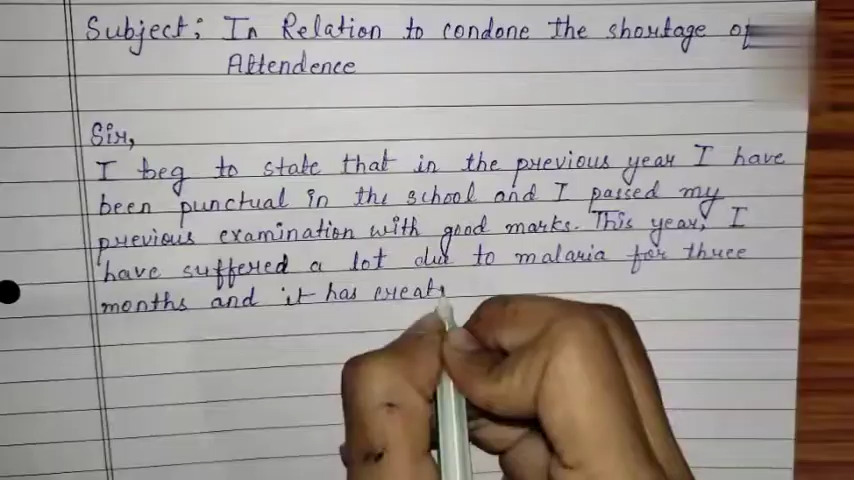 Subject: In Relation to condone the shortage of
Attendence
Sir,
I beg to state that in the previous year I have
been punctual in the school and I passed my
previous examination with good marks. This year, I
have suffered a lot due to malaria for three
months and it has creat